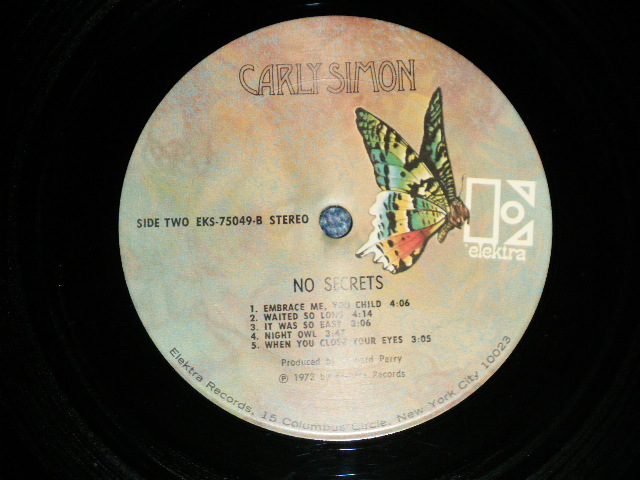 CARLY SIMON
SIDE TWO EKS-75049-B STEREO
elektra
NO SECRETS
1. EMBRACE ME, YOU CHILD 4:06
2. WAITED SO LONG 4:14
3. IT WAS SO EASY 3:06
4. NIGHT OWL 3:47
5. WHEN YOU CLOSE YOUR EYES 3:05
Produced by Richard Perry
℗ 1972 by Elektra Records
Elektra Records, 15 Columbus Circle, New York City 10023